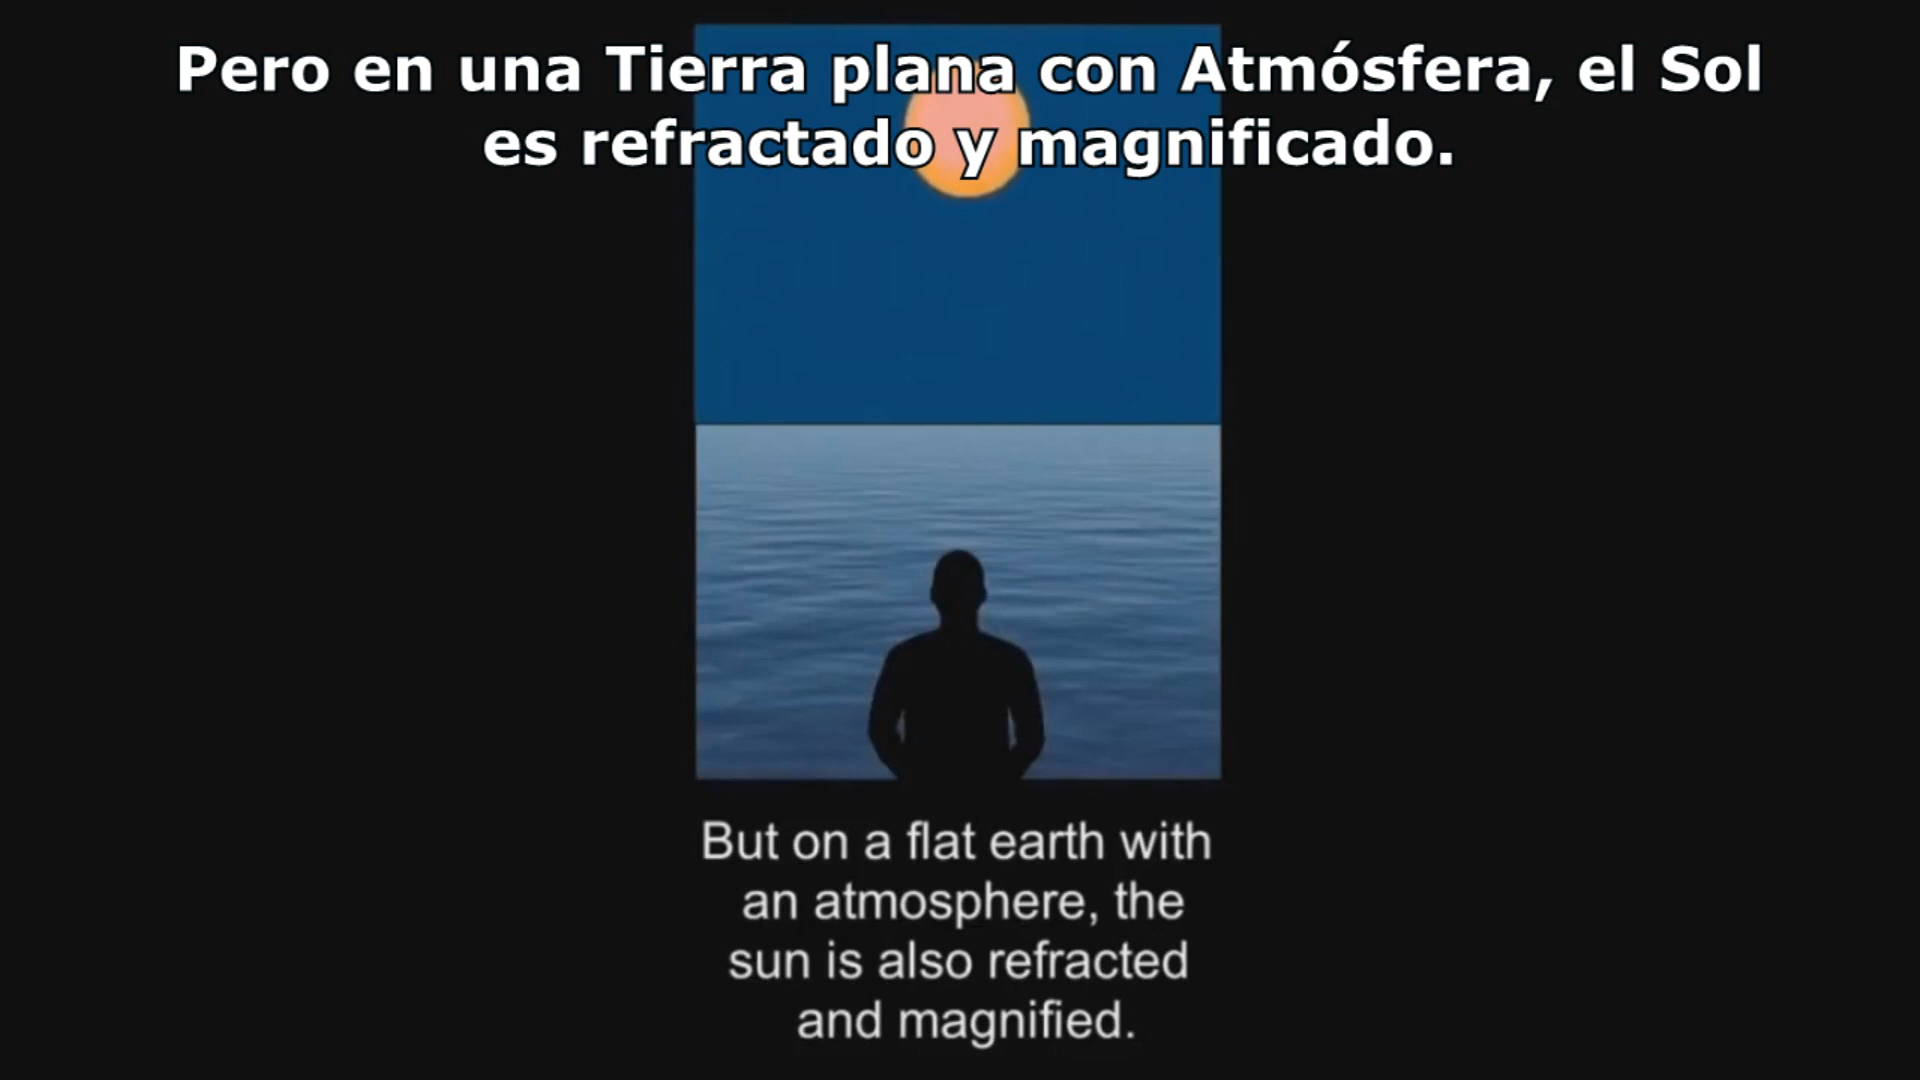 Pero en una Tierra plana con Atmósfera, el Sol
es refractado y magnificado.
But on a flat earth with
an atmosphere, the
sun is also refracted
and magnified.